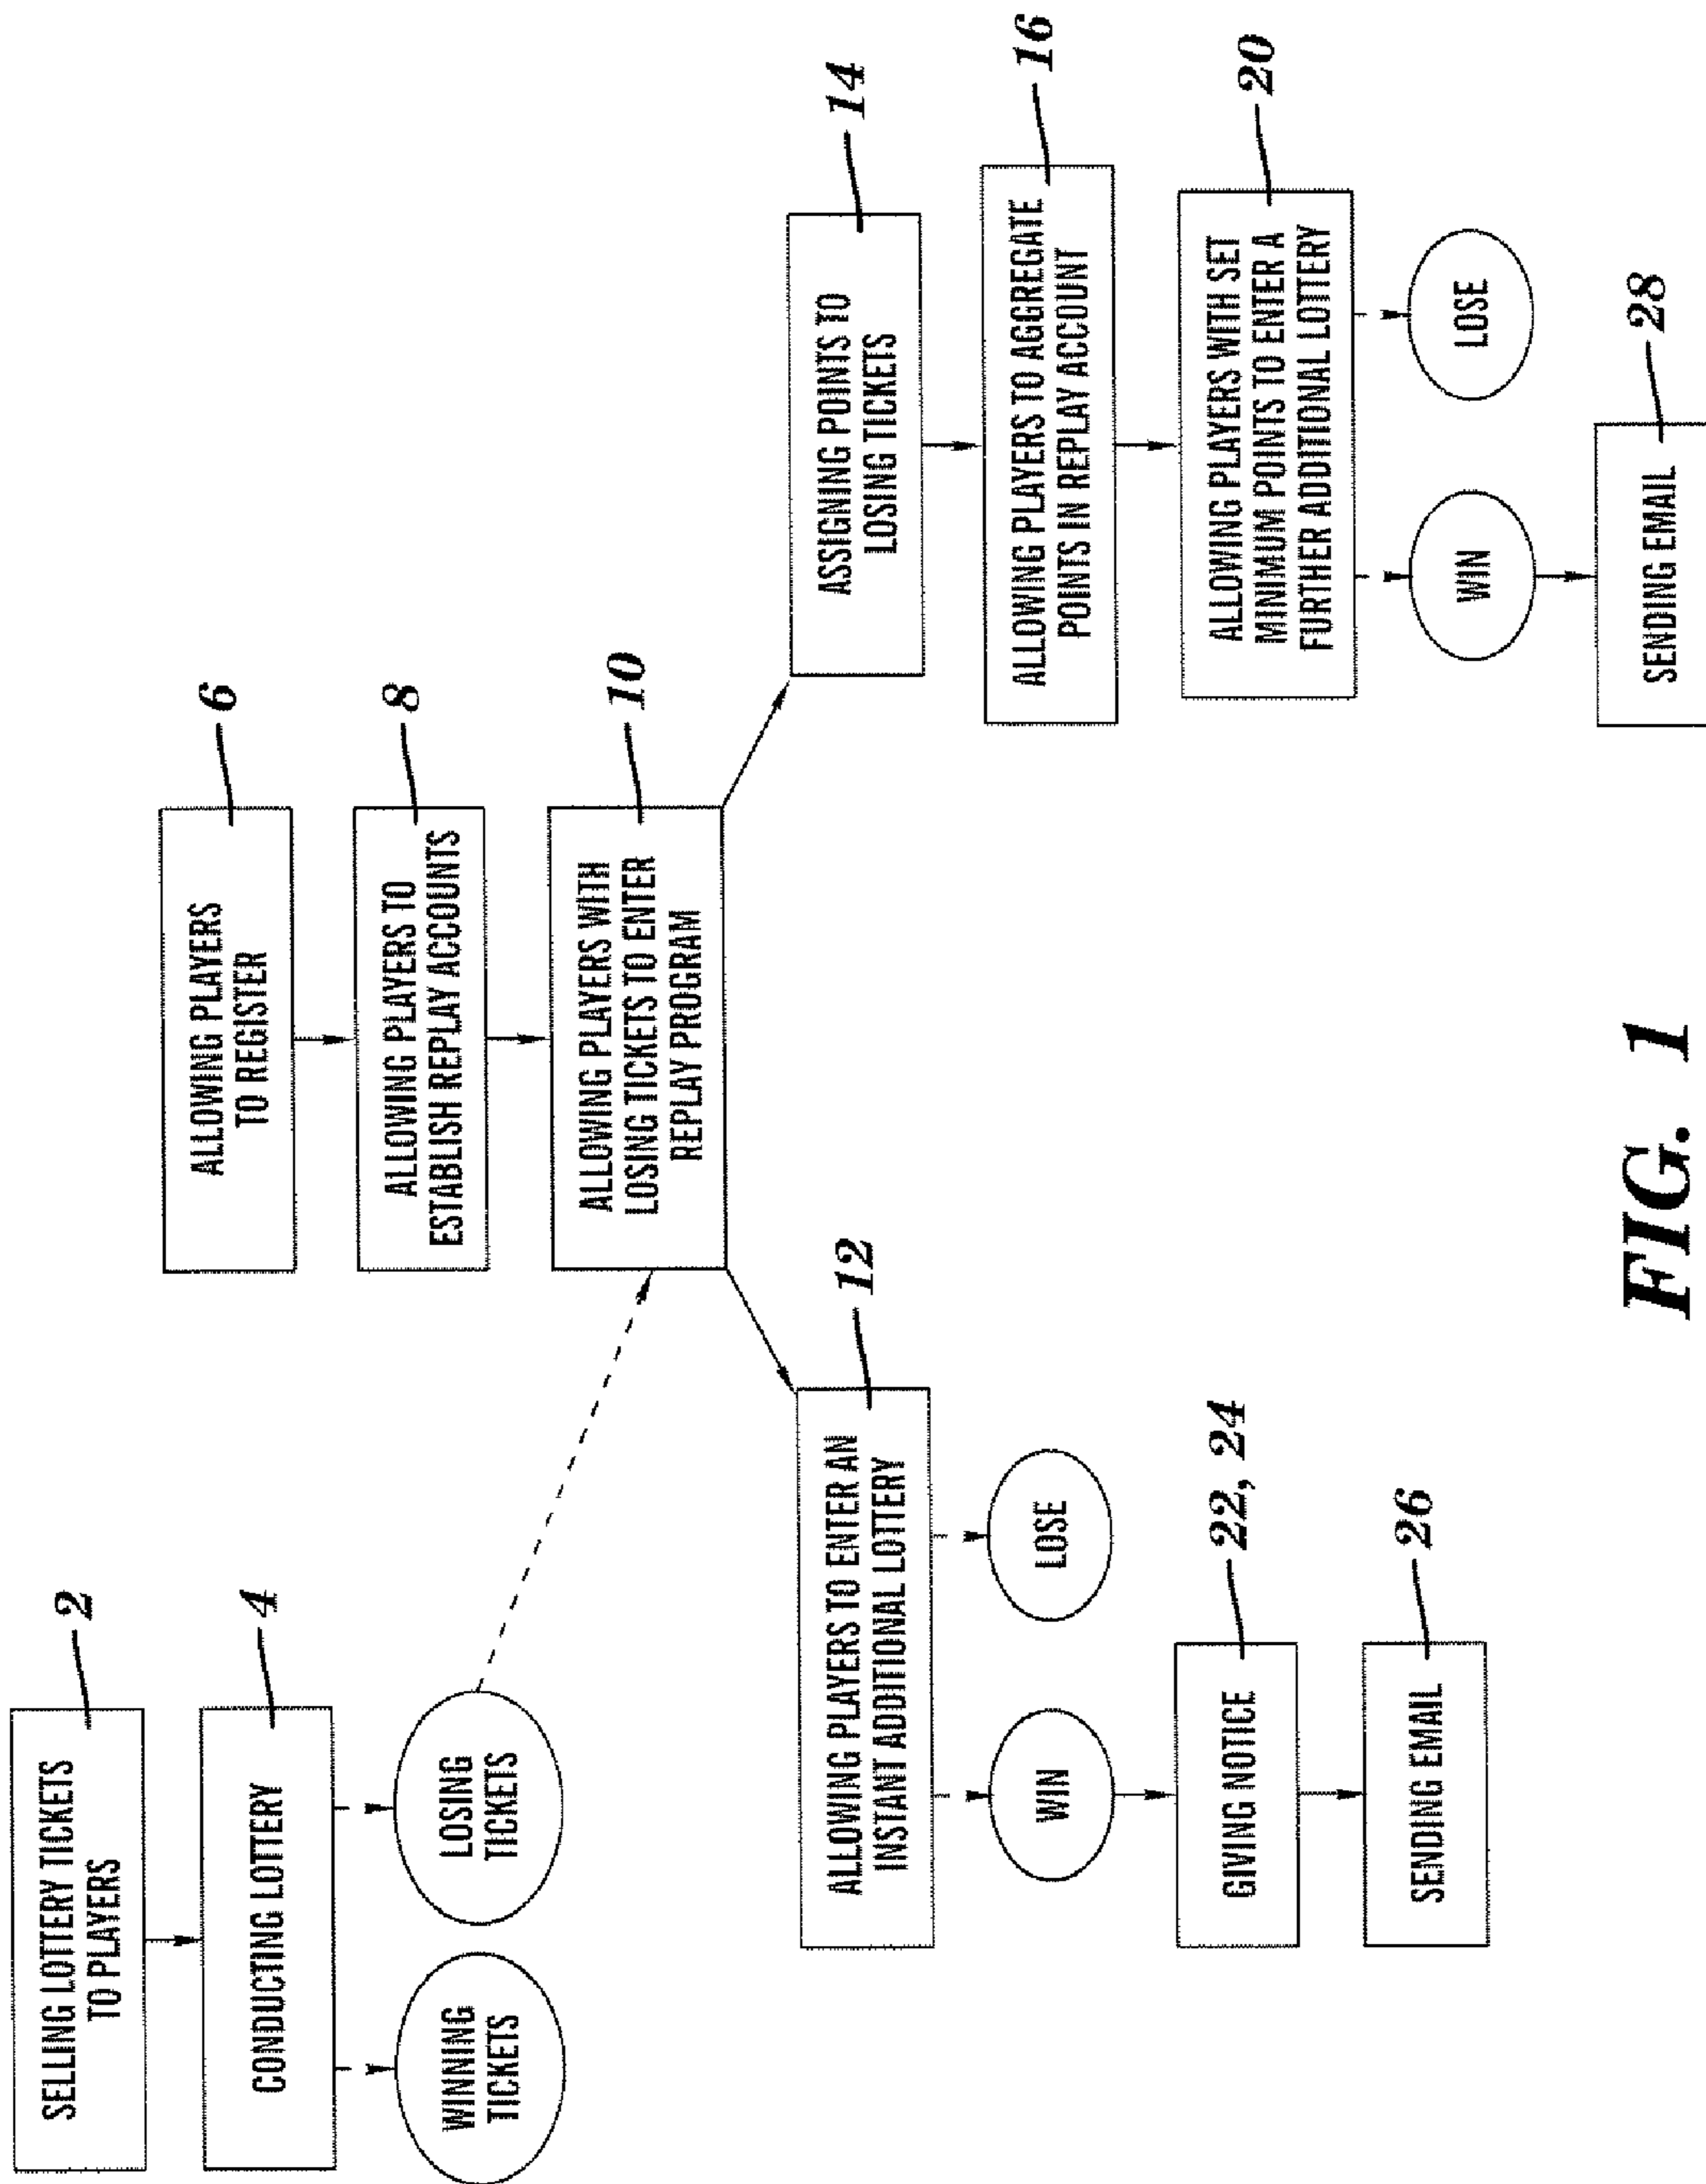 SELLING LOTTERY TICKETS
TO PLAYERS
2
CONDUCTING LOTTERY
4
WINNING
TICKETS
LOSING
TICKETS
ALLOWING PLAYERS
TO REGISTER
6
ALLOWING PLAYERS TO
ESTABLISH REPLAY ACCOUNTS
8
ALLOWING PLAYERS WITH
LOSING TICKETS TO ENTER
REPLAY PROGRAM
10
ALLOWING PLAYERS TO ENTER AN
INSTANT ADDITIONAL LOTTERY
12
WIN
LOSE
GIVING NOTICE
22, 24
SENDING EMAIL
26
ASSIGNING POINTS TO
LOSING TICKETS
14
ALLOWING PLAYERS TO AGGREGATE
POINTS IN REPLAY ACCOUNT
16
ALLOWING PLAYERS WITH SET
MINIMUM POINTS TO ENTER A
FURTHER ADDITIONAL LOTTERY
20
WIN
LOSE
SENDING EMAIL
28
FIG. 1